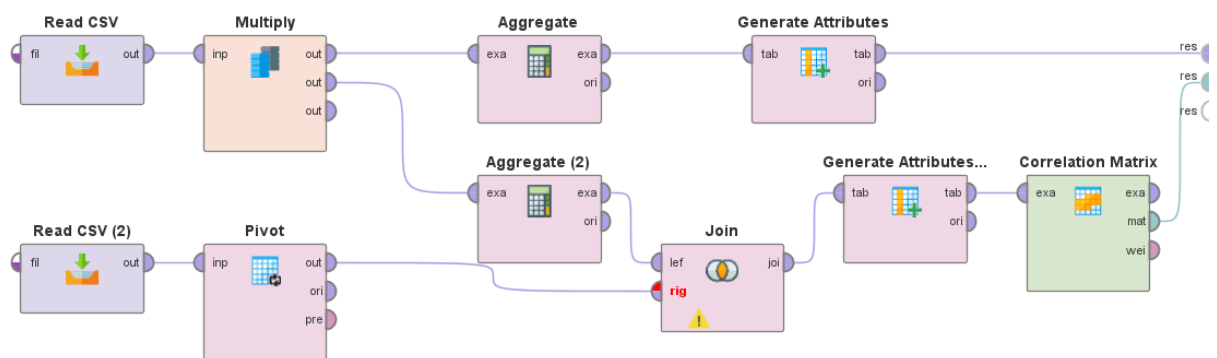 Read CSV
fil
out
Multiply
inp
out
out
out
Aggregate
exa
exa
ori
Generate Attributes
tab
tab
ori
res
res
res
Aggregate (2)
exa
exa
ori
Generate Attributes...
tab
tab
ori
Correlation Matrix
exa
exa
mat
wei
Read CSV (2)
fil
out
Pivot
inp
out
ori
pre
Join
lef
rig
joi